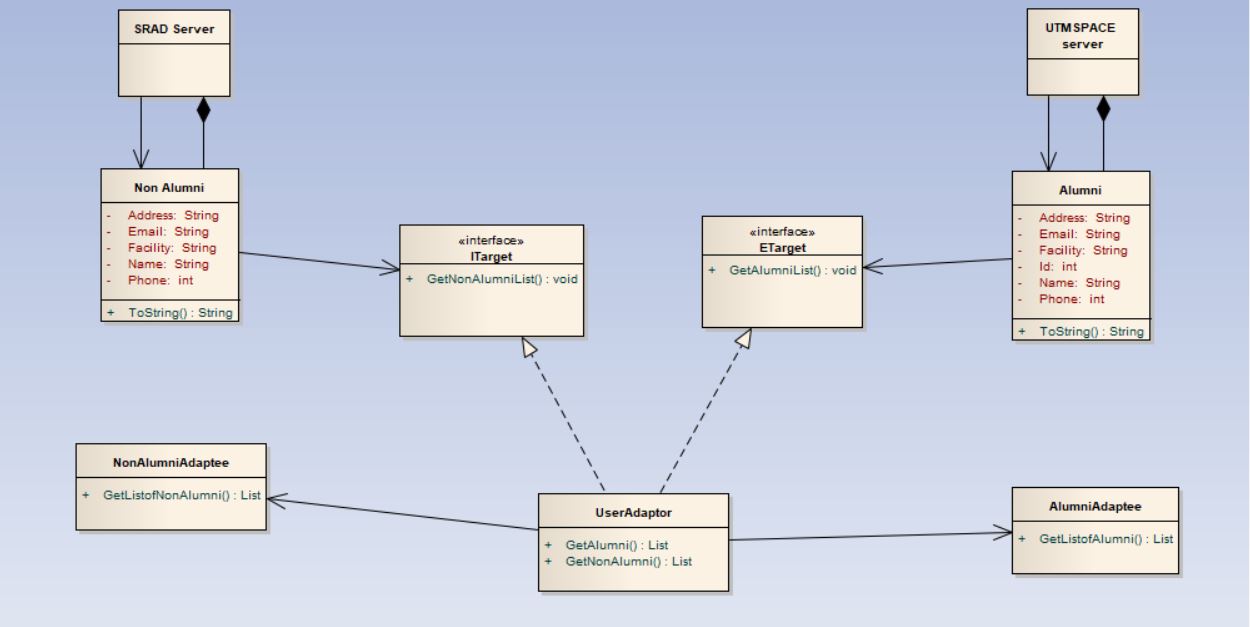 SRAD Server
UTMSPACE
server
Non Alumni
- Address: String
- Email: String
- Facility: String
- Name: String
- Phone: int
+ ToString() : String
«interface»
ITarget
+ GetNonAlumniList() : void
«interface»
ETarget
+ GetAlumniList() : void
Alumni
- Address: String
- Email: String
- Facility: String
- Id: int
- Name: String
- Phone: int
+ ToString() : String
NonAlumniAdaptee
+ GetListofNonAlumni() : List
UserAdaptor
+ GetAlumni() : List
+ GetNonAlumni() : List
AlumniAdaptee
+ GetListofAlumni() : List